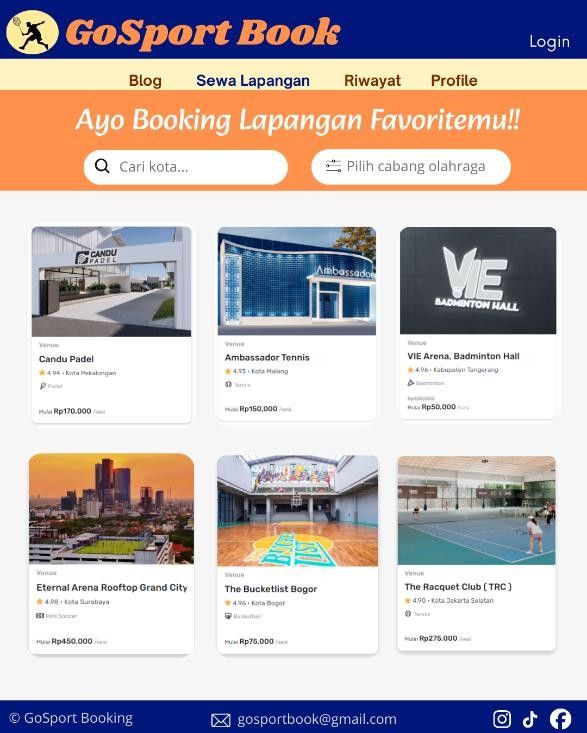 GoSport Book
Login
Blog Sewa Lapangan Riwayat Profile
Ayo Booking Lapangan Favoritemu!!
Cari kota... Pilih cabang olahraga
CANDU
PADEL
Venue
Candu Padel
4.94 • Kota Pekalongan
Padel
Mulai Rp170.000 /sesi
Ambassador
Venue
Ambassador Tennis
4.93 • Kota Malang
Tennis
Mulai Rp150,000 /sesi
VIE
BADMINTON HALL
Venue
VIE Arena, Badminton Hall
4.96 • Kabupaten Tangerang
Badminton
Mulai Rp50,000 /sesi
Venue
Eternal Arena Rooftop Grand City
4.98 • Kota Surabaya
Mini Soccer
Mulai Rp450,000 /sesi
Venue
The Bucketlist Bogor
4.96 • Kota Bogor
Basketball
Mulai Rp75,000 /sesi
Venue
The Racquet Club ( TRC )
4.90 • Kota Jakarta Selatan
Tennis
Mulai Rp275.000 /sesi
© GoSport Booking gosportbook@gmail.com